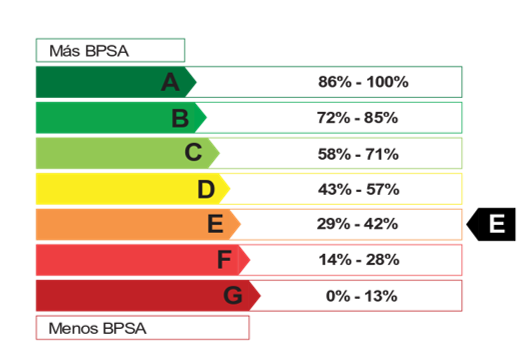 Más BPSA
A 86% - 100%
B 72% - 85%
C 58% - 71%
D 43% - 57%
E 29% - 42% E
F 14% - 28%
G 0% - 13%
Menos BPSA